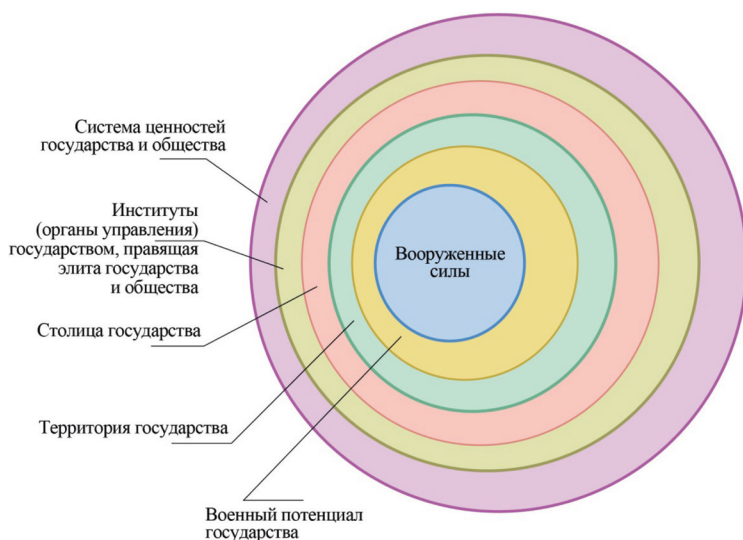 Система ценностей
государства и общества
Институты
(органы управления)
государством, правящая
элита государства
и общества
Столица государства
Территория государства
Военный потенциал
государства
Вооруженные
силы